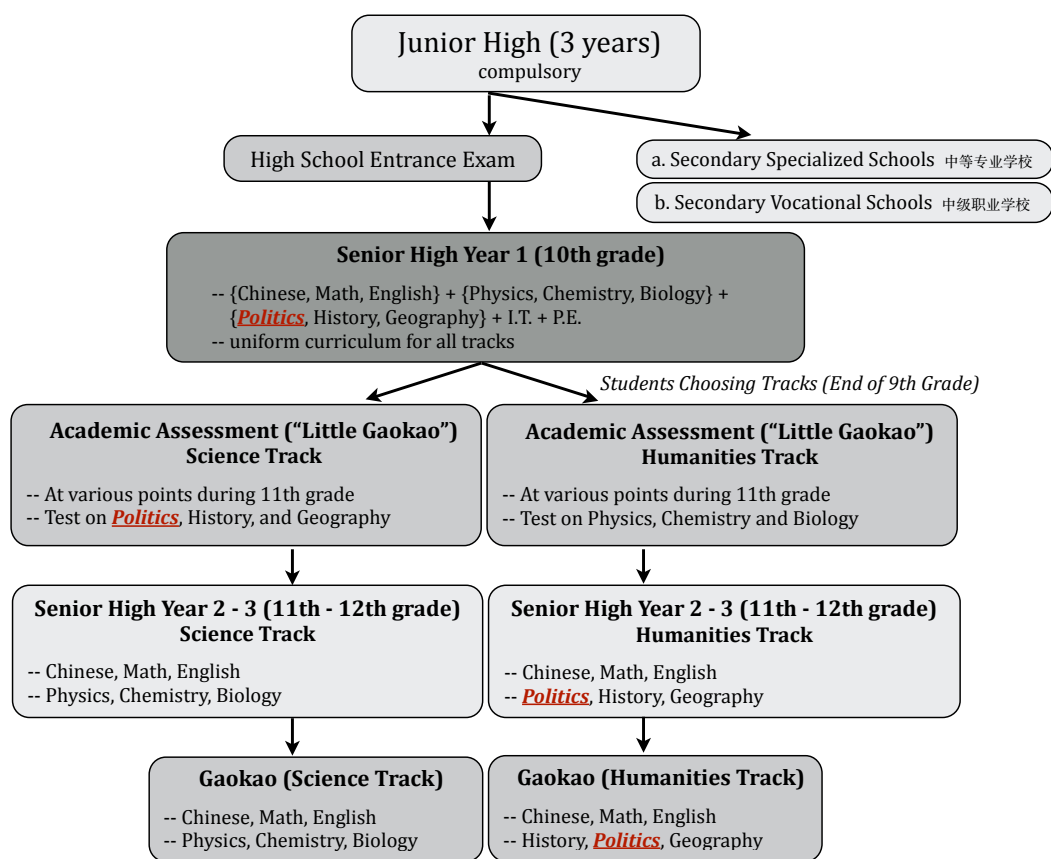 Junior High (3 years)
compulsory
High School Entrance Exam
a. Secondary Specialized Schools 中等专业学校
b. Secondary Vocational Schools 中级职业学校
Senior High Year 1 (10th grade)
-- {Chinese, Math, English} + {Physics, Chemistry, Biology} +
{Politics, History, Geography} + I.T. + P.E.
-- uniform curriculum for all tracks
Students Choosing Tracks (End of 9th Grade)
Academic Assessment (“Little Gaokao”)
Science Track
-- At various points during 11th grade
-- Test on Politics, History, and Geography
Academic Assessment (“Little Gaokao”)
Humanities Track
-- At various points during 11th grade
-- Test on Physics, Chemistry and Biology
Senior High Year 2 - 3 (11th - 12th grade)
Science Track
-- Chinese, Math, English
-- Physics, Chemistry, Biology
Senior High Year 2 - 3 (11th - 12th grade)
Humanities Track
-- Chinese, Math, English
-- Politics, History, Geography
Gaokao (Science Track)
-- Chinese, Math, English
-- Physics, Chemistry, Biology
Gaokao (Humanities Track)
-- Chinese, Math, English
-- History, Politics, Geography